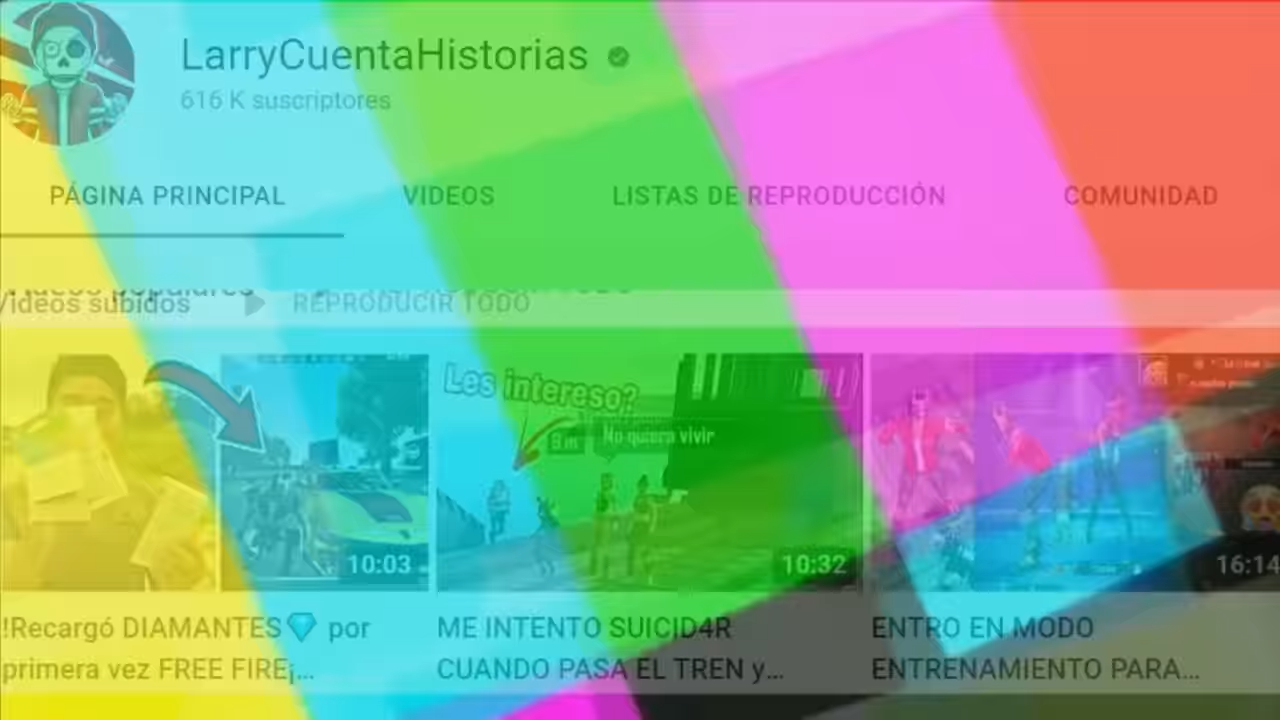 LarryCuentaHistorias
616 K suscriptores
PÁGINA PRINCIPAL VIDEOS LISTAS DE REPRODUCCIÓN COMUNIDAD
Videos subidos REPRODUCIR TODO
Les intereso?
8 m No quiero vivir
10:03 10:32 16:14
!Recargó DIAMANTES💎 por
primera vez FREE FIRE¡...
ME INTENTO SUICID4R
CUANDO PASA EL TREN y...
ENTRO EN MODO
ENTRENAMIENTO PARA...